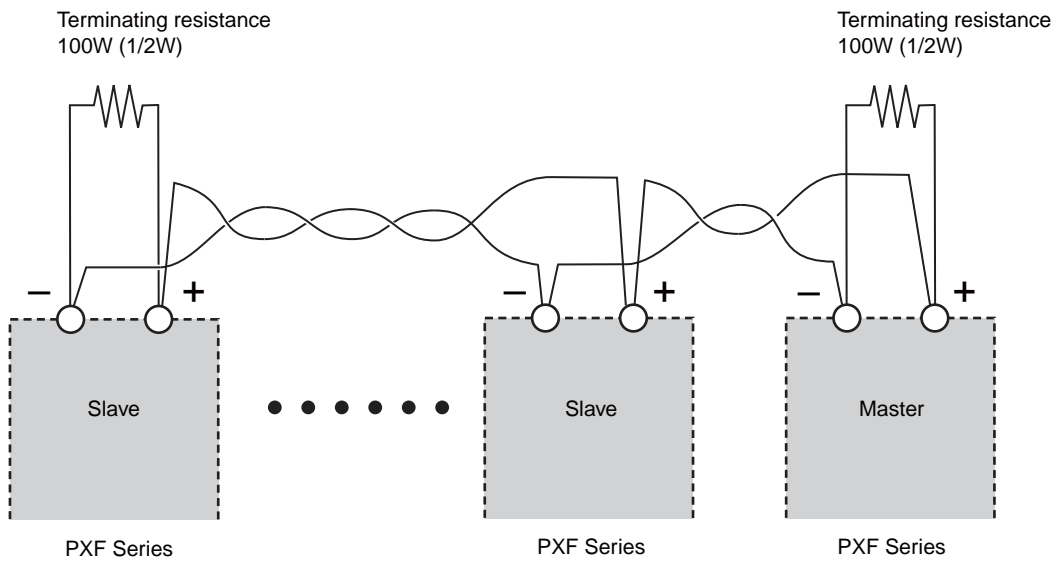 Terminating resistance
100W (1/2W)
Terminating resistance
100W (1/2W)
– + – + – +
Slave
Slave
Master
PXF Series
PXF Series
PXF Series